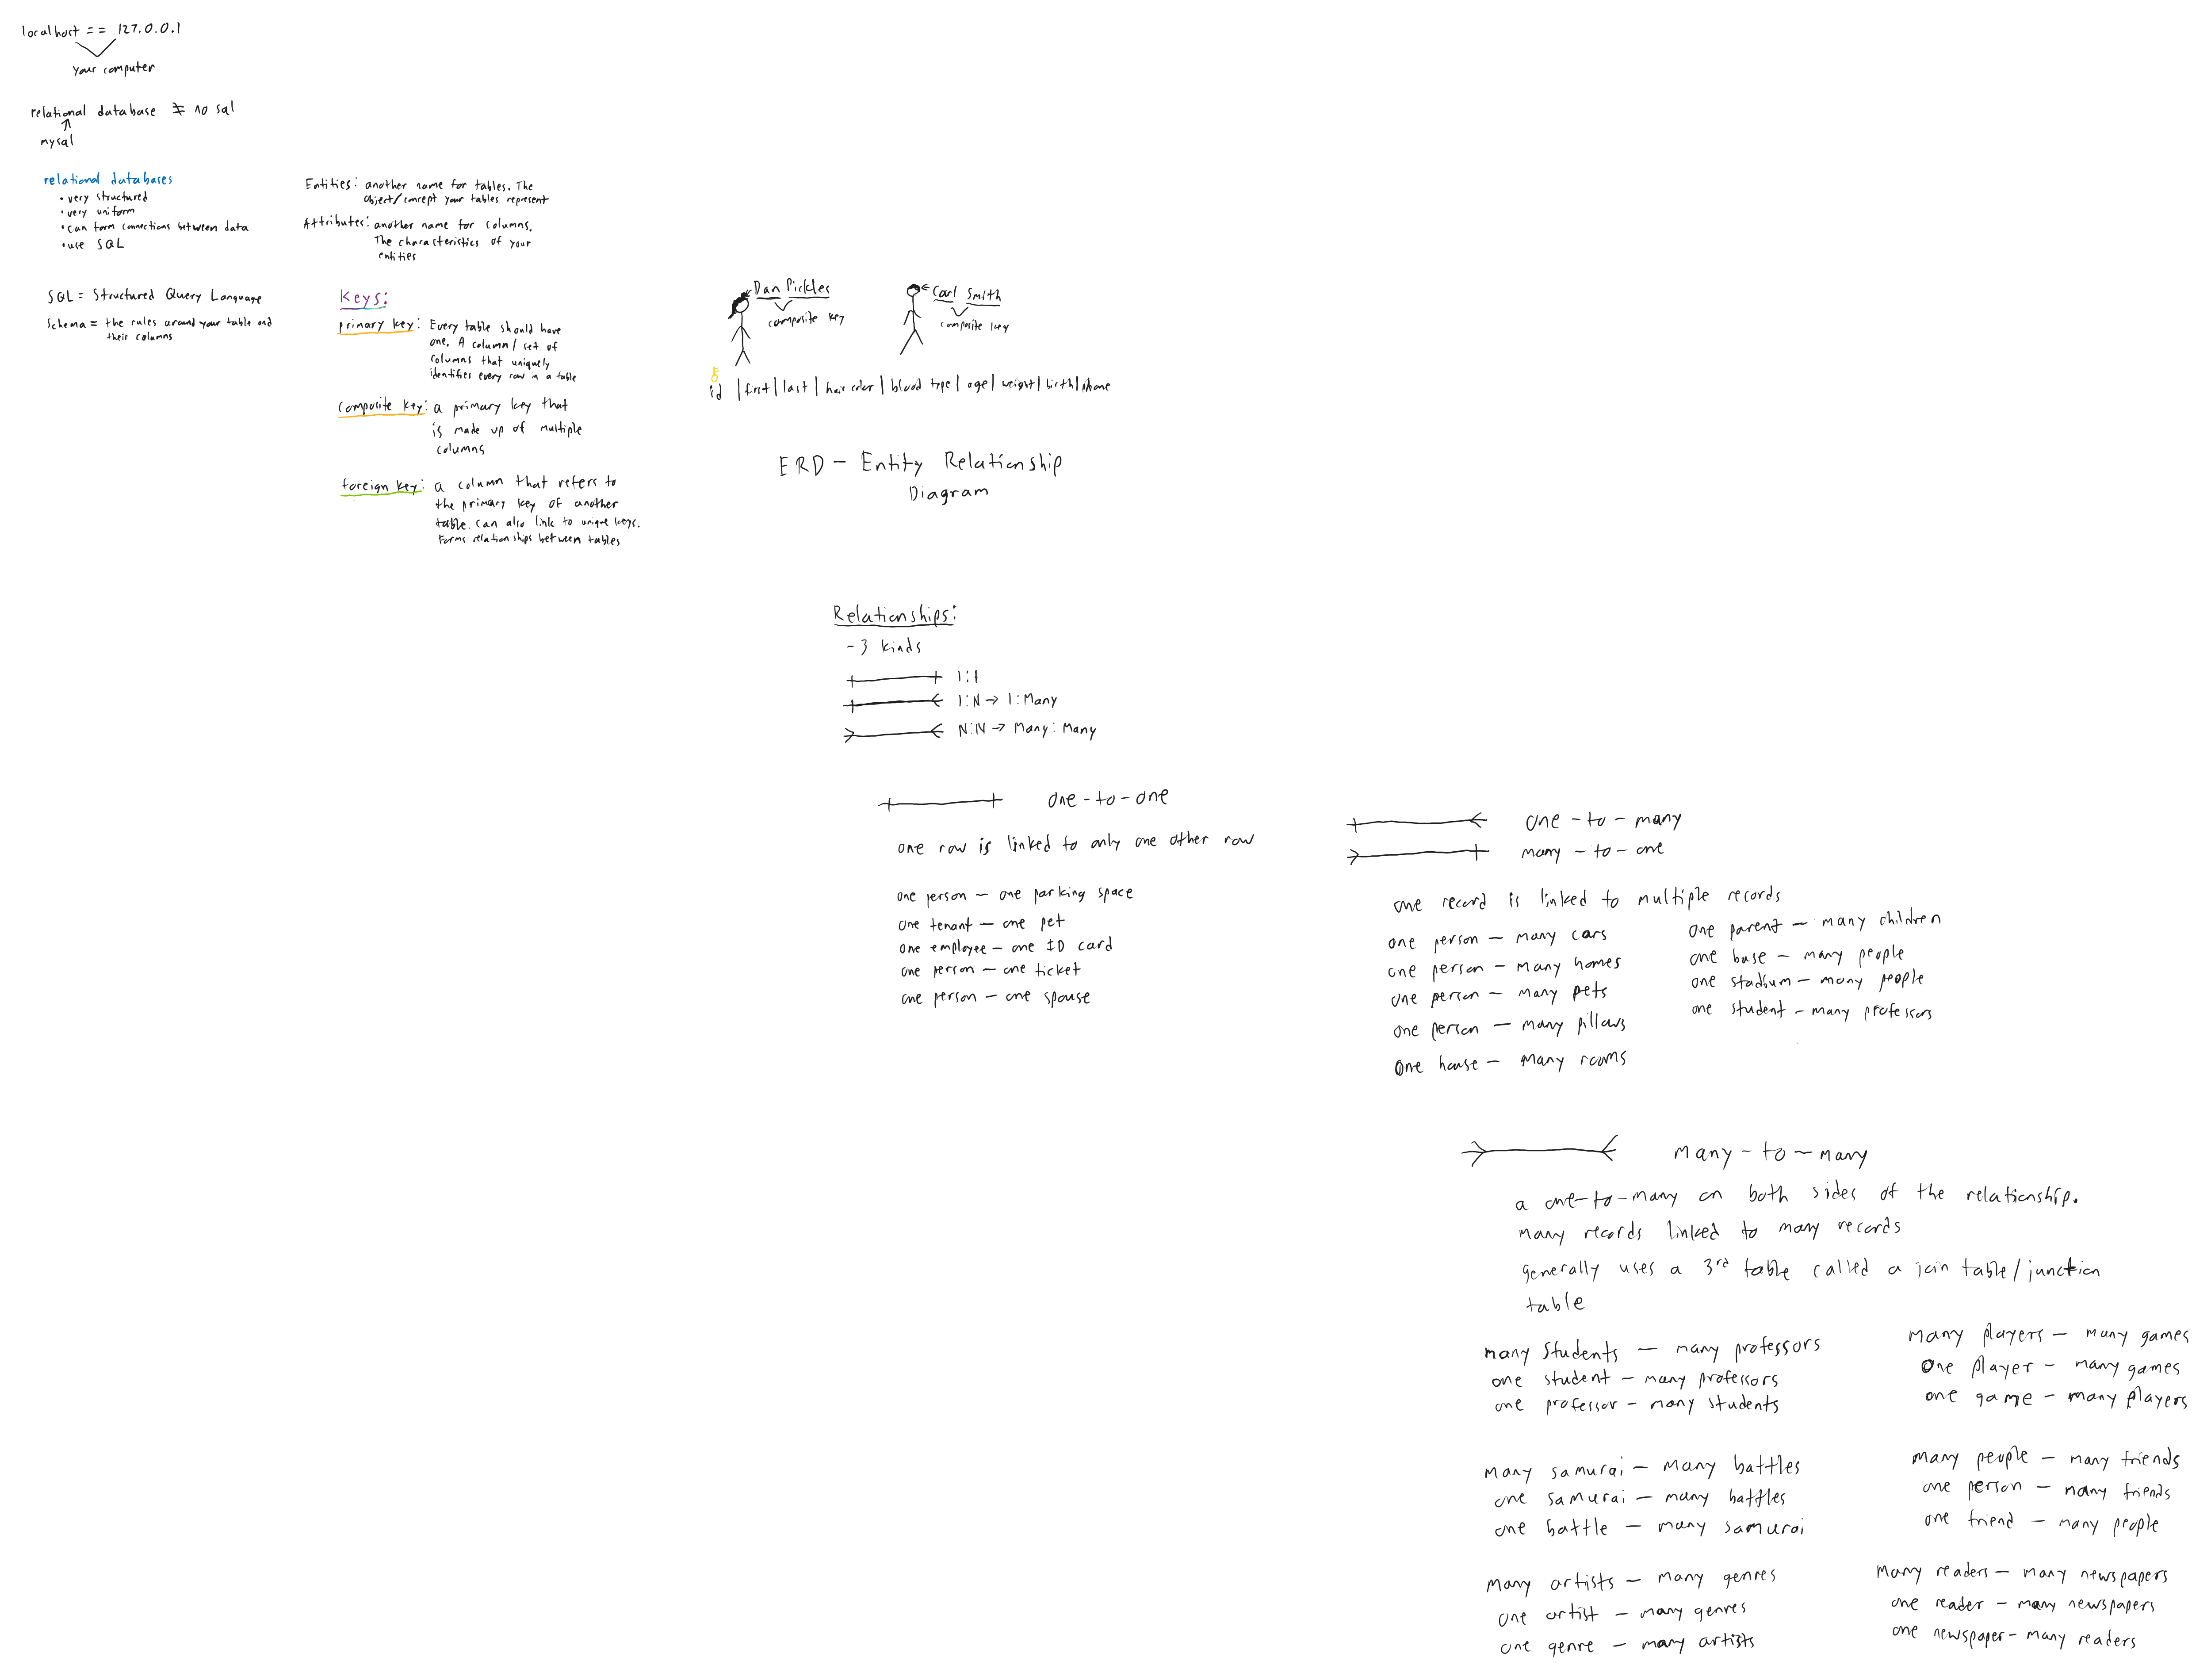 localhost == 127.0.0.1
your computer
relational database ≠ no sql
mysql
relational databases
• very structured
• very uniform
• can form connections between data
• use SQL
SQL = Structured Query Language
Schema = the rules around your table and
their columns
Entities: another name for tables. The
object/concept your tables represent
Attributes: another name for columns.
The characteristics of your
entities
Keys:
primary key: Every table should have
one. A column/set of
columns that uniquely
identifies every row in a table
Composite key: a primary key that
is made up of multiple
columns
foreign key: a column that refers to
the primary key of another
table. can also link to unique keys.
Forms relationships between tables
Dan Pickles
composite key
Carl Smith
composite key
id | first | last | hair color | blood type | age | weight | birth | phone
ERD - Entity Relationship
Diagram
Relationships:
- 3 kinds
1:1
1:N → 1:Many
N:N → Many:Many
one-to-one
one row is linked to only one other row
one person — one parking space
one tenant — one pet
one employee — one ID card
one person — one ticket
one person — one spouse
one-to-many
many-to-one
one record is linked to multiple records
one person — many cars
one person — many homes
one person — many pets
one person — many pillows
One house — many rooms
one parent — many children
one base — many people
one stadium — many people
one student — many professors
many-to-many
a one-to-many on both sides of the relationship.
many records linked to many records
generally uses a 3rd table called a join table/junction
table
many students — many professors
one student — many professors
one professor — many students
many samurai — many battles
one samurai — many battles
one battle — many samurai
many artists — many genres
one artist — many genres
one genre — many artists
many players — many games
One player — many games
one game — many players
many people — many friends
one person — many friends
one friend — many people
many readers — many newspapers
one reader — many newspapers
one newspaper — many readers